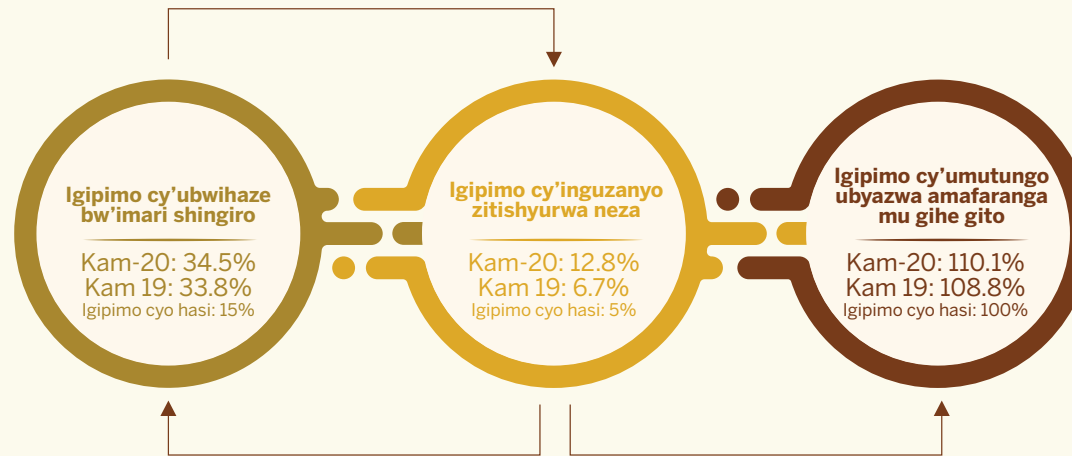 Igipimo cy'ubwihaze
bw'imari shingiro
Kam-20: 34.5%
Kam 19: 33.8%
Igipimo cyo hasi: 15%
Igipimo cy'inguzanyo
zitishyurwa neza
Kam-20: 12.8%
Kam 19: 6.7%
Igipimo cyo hasi: 5%
Igipimo cy'umutungo
ubyazwa amafaranga
mu gihe gito
Kam-20: 110.1%
Kam 19: 108.8%
Igipimo cyo hasi: 100%